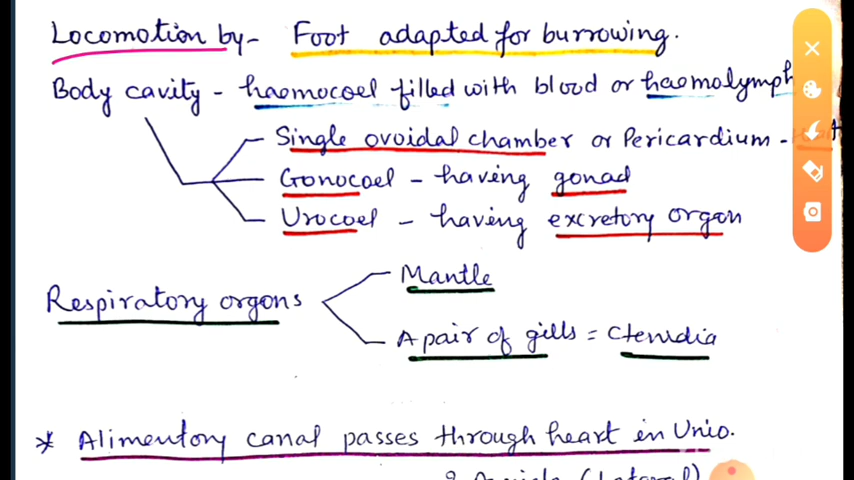 Locomotion by- Foot adapted for burrowing.
Body cavity - haemocoel filled with blood or haemolymph
Single ovoidal chamber or Pericardium -
Gonocoel - having gonad
Urocoel - having excretory organ
Respiratory organs
Mantle
A pair of gills = Ctenidia
* Alimentory canal passes through heart in Unio.